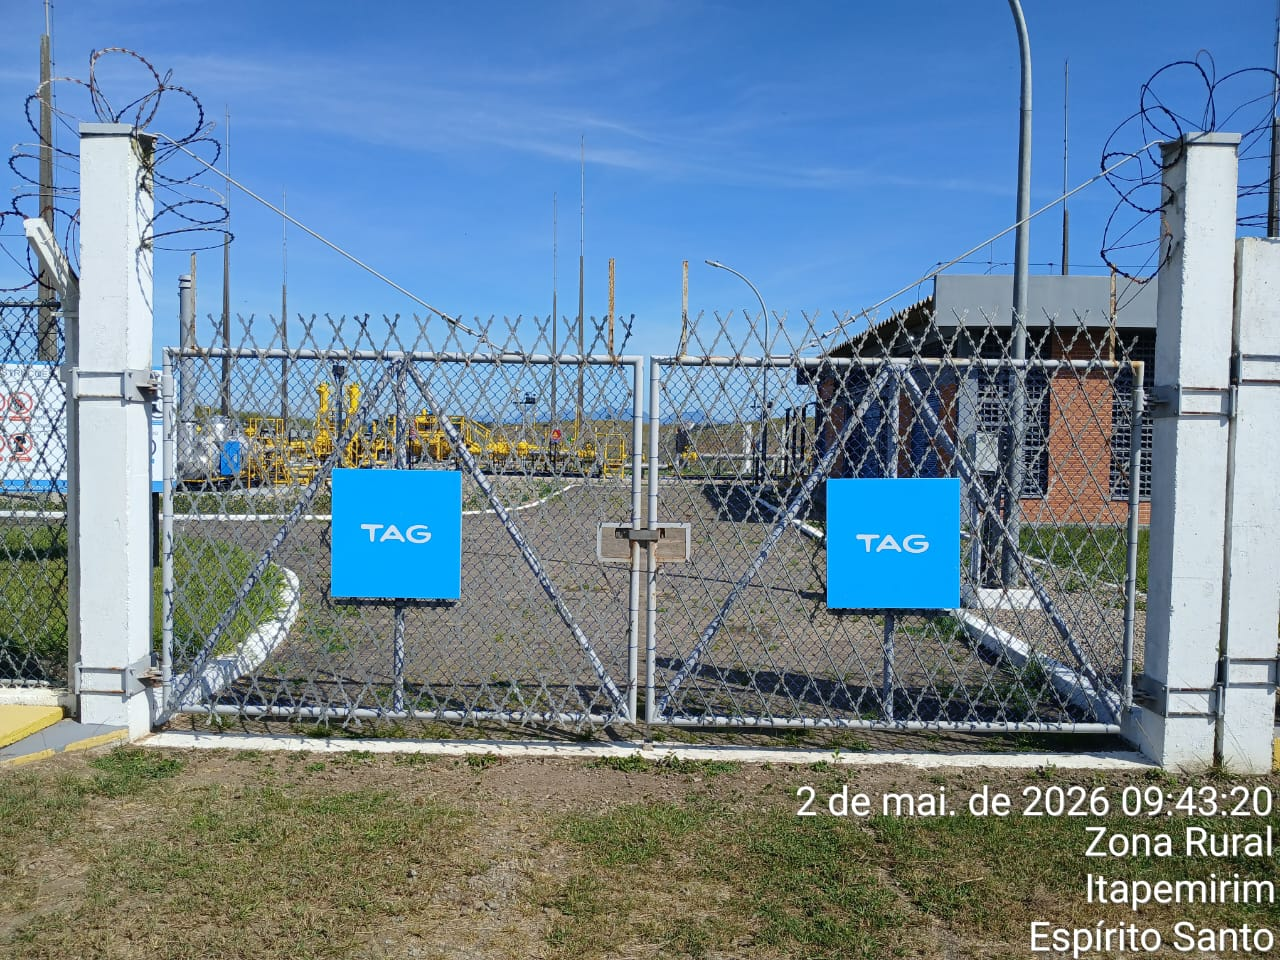 TAG
TAG
2 de mai. de 2026 09:43:20
Zona Rural
Itapemirim
Espírito Santo